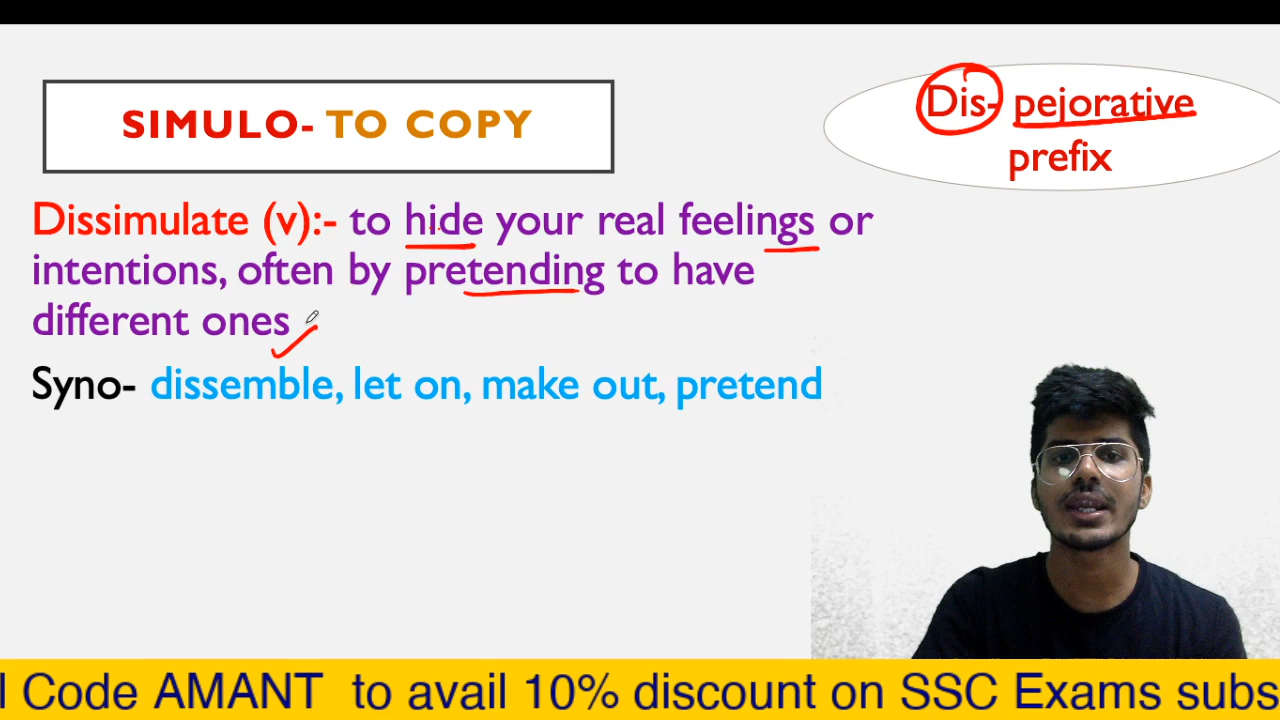 SIMULO- TO COPY
Dis- pejorative
prefix
Dissimulate (v):- to hide your real feelings or
intentions, often by pretending to have
different ones
Syno- dissemble, let on, make out, pretend
Code AMANT to avail 10% discount on SSC Exams subs